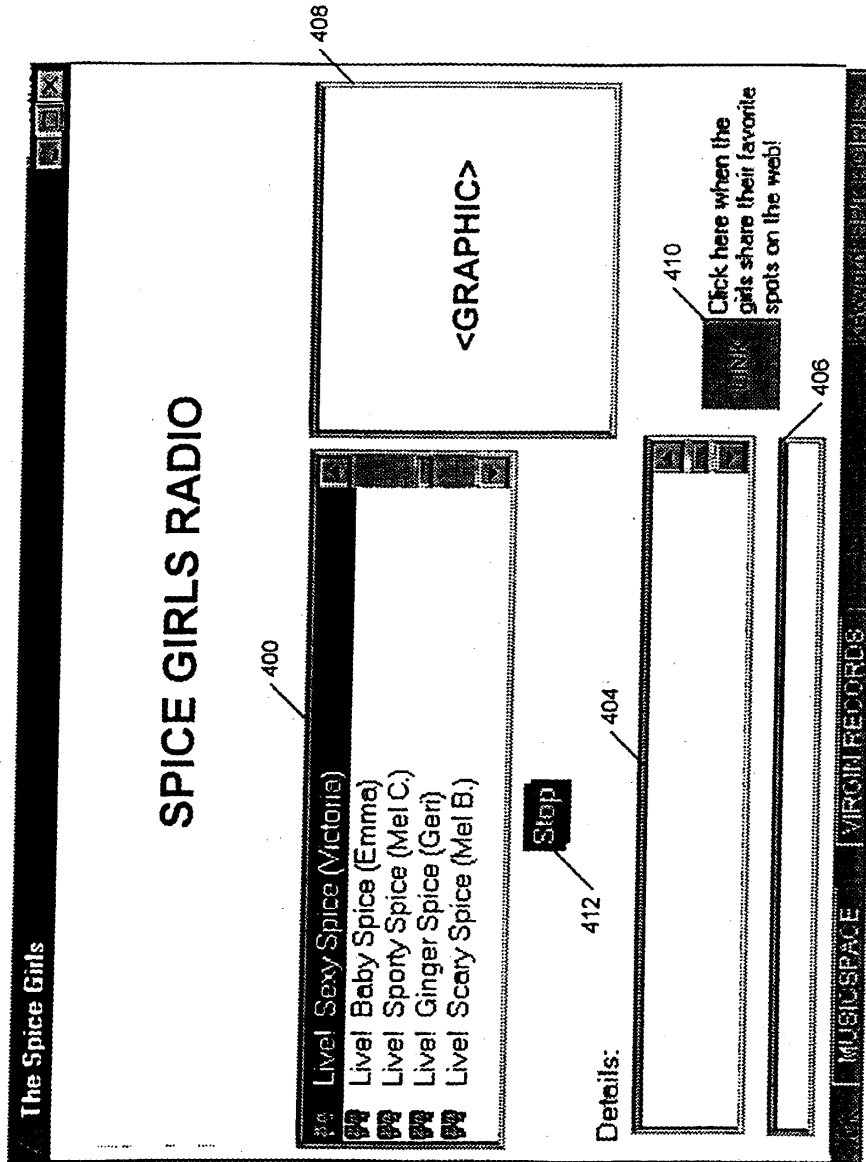 The Spice Girls
SPICE GIRLS RADIO
400
408
Live! Sexy Spice (Victoria)
Live! Baby Spice (Emma)
Live! Sporty Spice (Mel C.)
Live! Ginger Spice (Geri)
Live! Scary Spice (Mel B.)
<GRAPHIC>
Stop
412
404
410
Details:
LINK
Click here when the
girls share their favorite
spots on the web!
406
MUSICSPACE
VIRGIN RECORDS